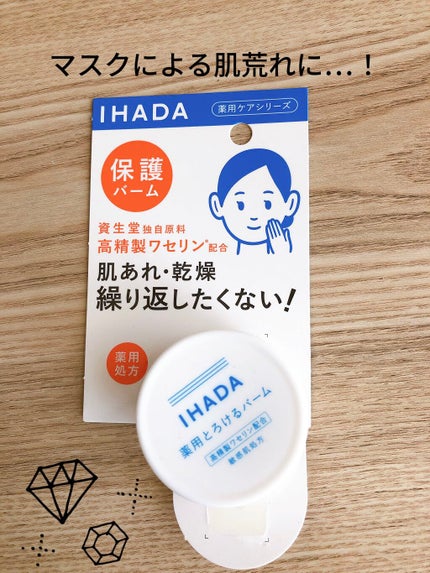 マスクによる肌荒れに…！
IHADA
薬用ケアシリーズ
保護
バーム
資生堂独自原料
高精製ワセリン*配合
肌あれ・乾燥
繰り返したくない！
薬用
処方
IHADA
薬用とろけるバーム
高精製ワセリン配合
敏感肌処方